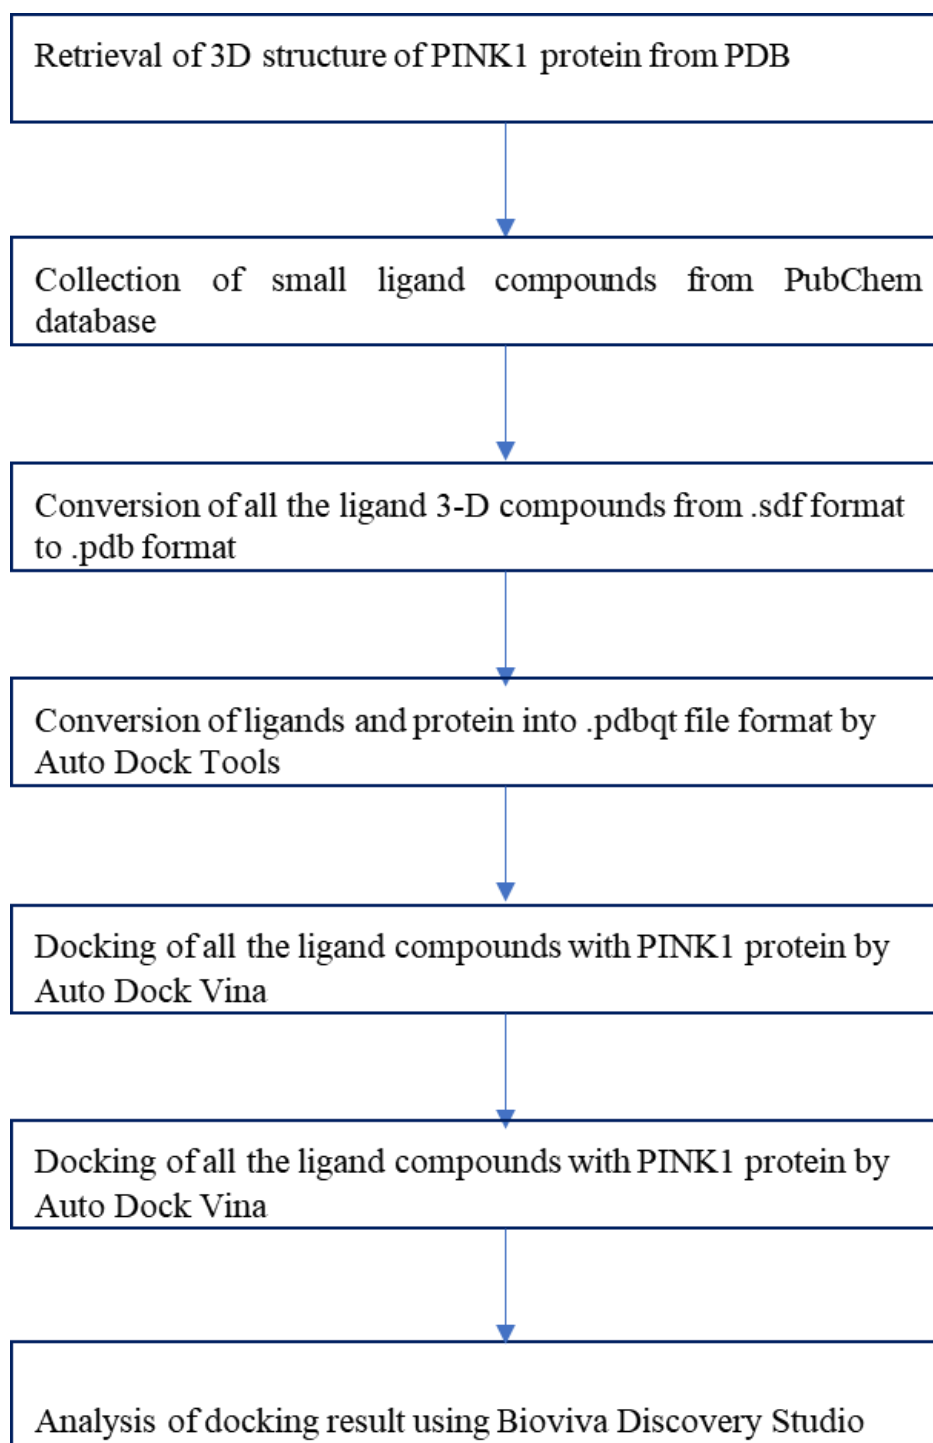 Retrieval of 3D structure of PINK1 protein from PDB
Collection of small ligand compounds from PubChem
database
Conversion of all the ligand 3-D compounds from .sdf format
to .pdb format
Conversion of ligands and protein into .pdbqt file format by
Auto Dock Tools
Docking of all the ligand compounds with PINK1 protein by
Auto Dock Vina
Docking of all the ligand compounds with PINK1 protein by
Auto Dock Vina
Analysis of docking result using Bioviva Discovery Studio